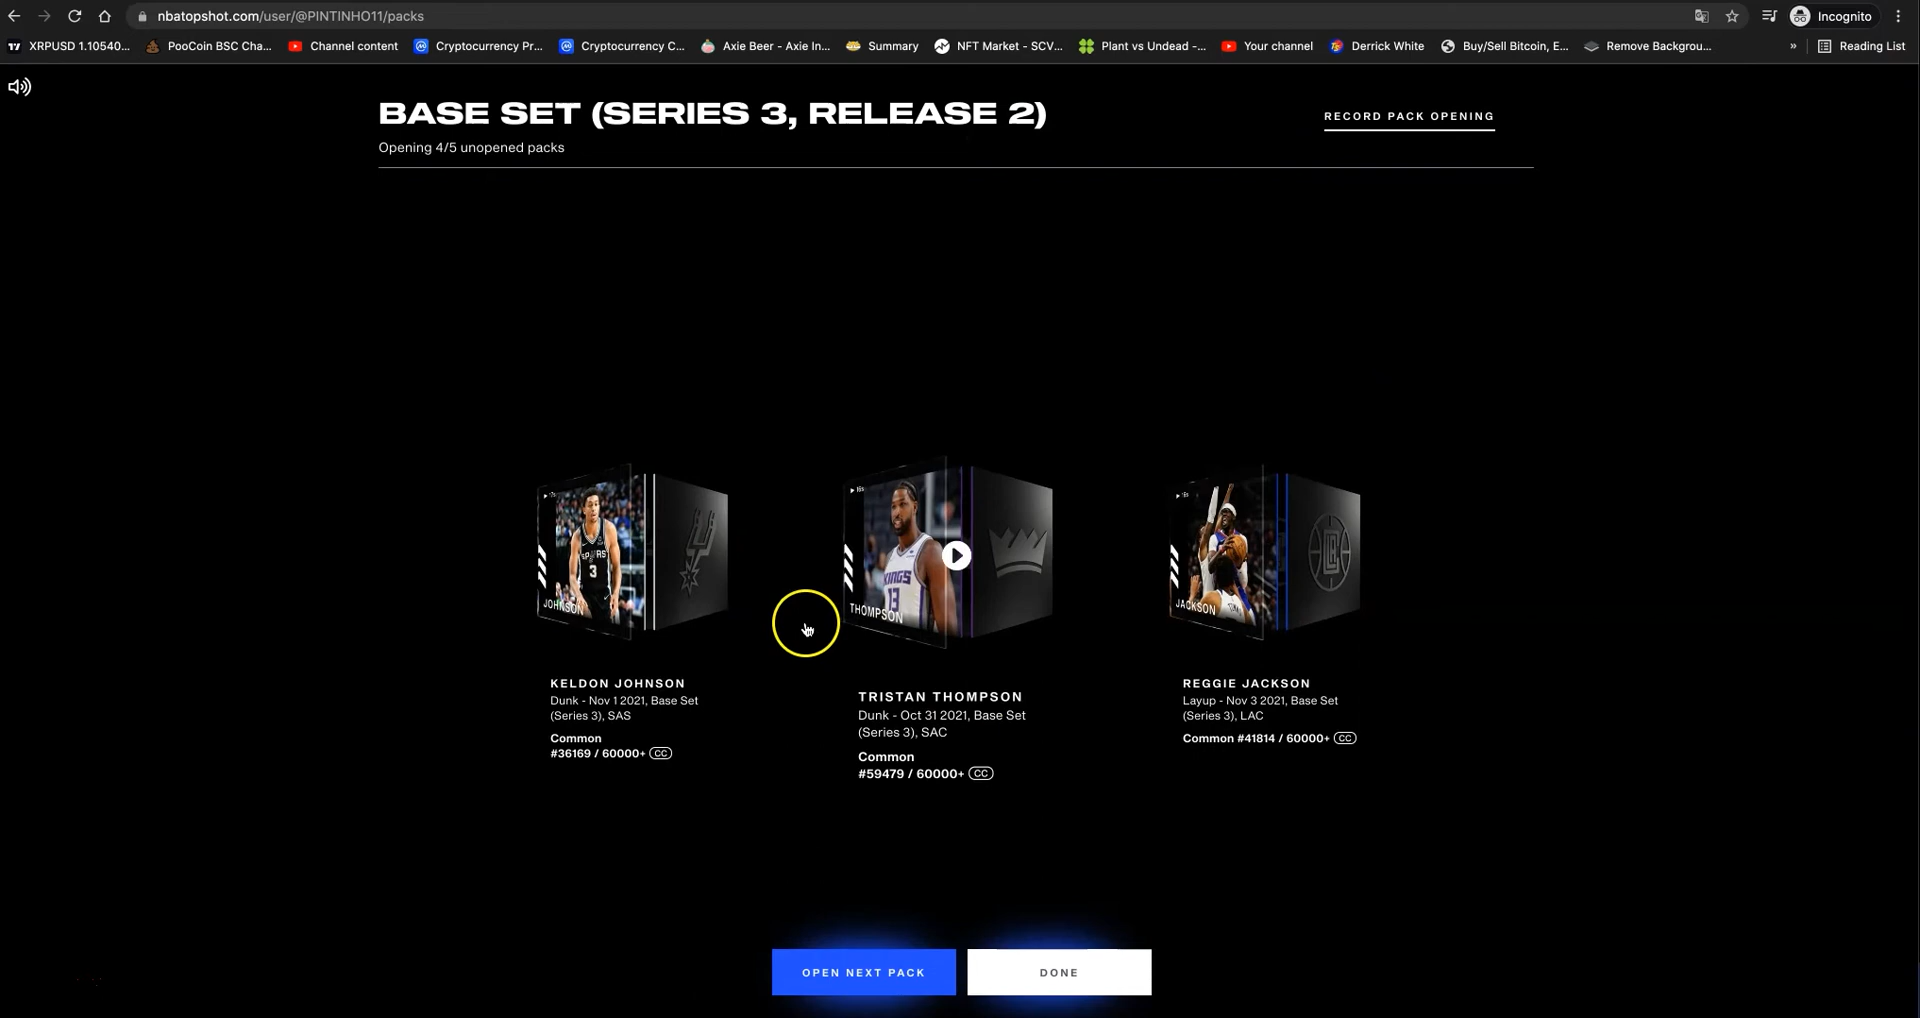 nbatopshot.com/user/@PINTINHO11/packs
Incognito
XRPUSD 1.10540...
PooCoin BSC Cha...
Channel content
Cryptocurrency Pr...
Cryptocurrency C...
Axie Beer - Axie In...
Summary
NFT Market - SCV...
Plant vs Undead -...
Your channel
Derrick White
Buy/Sell Bitcoin, E...
Remove Backgrou...
»
Reading List
BASE SET (SERIES 3, RELEASE 2)
RECORD PACK OPENING
Opening 4/5 unopened packs
16s
3
KINGS
13
JOHNSON
THOMPSON
JACKSON
KELDON JOHNSON
Dunk - Nov 1 2021, Base Set
(Series 3), SAS
Common
#36169 / 60000+ CC
TRISTAN THOMPSON
Dunk - Oct 31 2021, Base Set
(Series 3), SAC
Common
#59479 / 60000+ CC
REGGIE JACKSON
Layup - Nov 3 2021, Base Set
(Series 3), LAC
Common #41814 / 60000+ CC
OPEN NEXT PACK
DONE